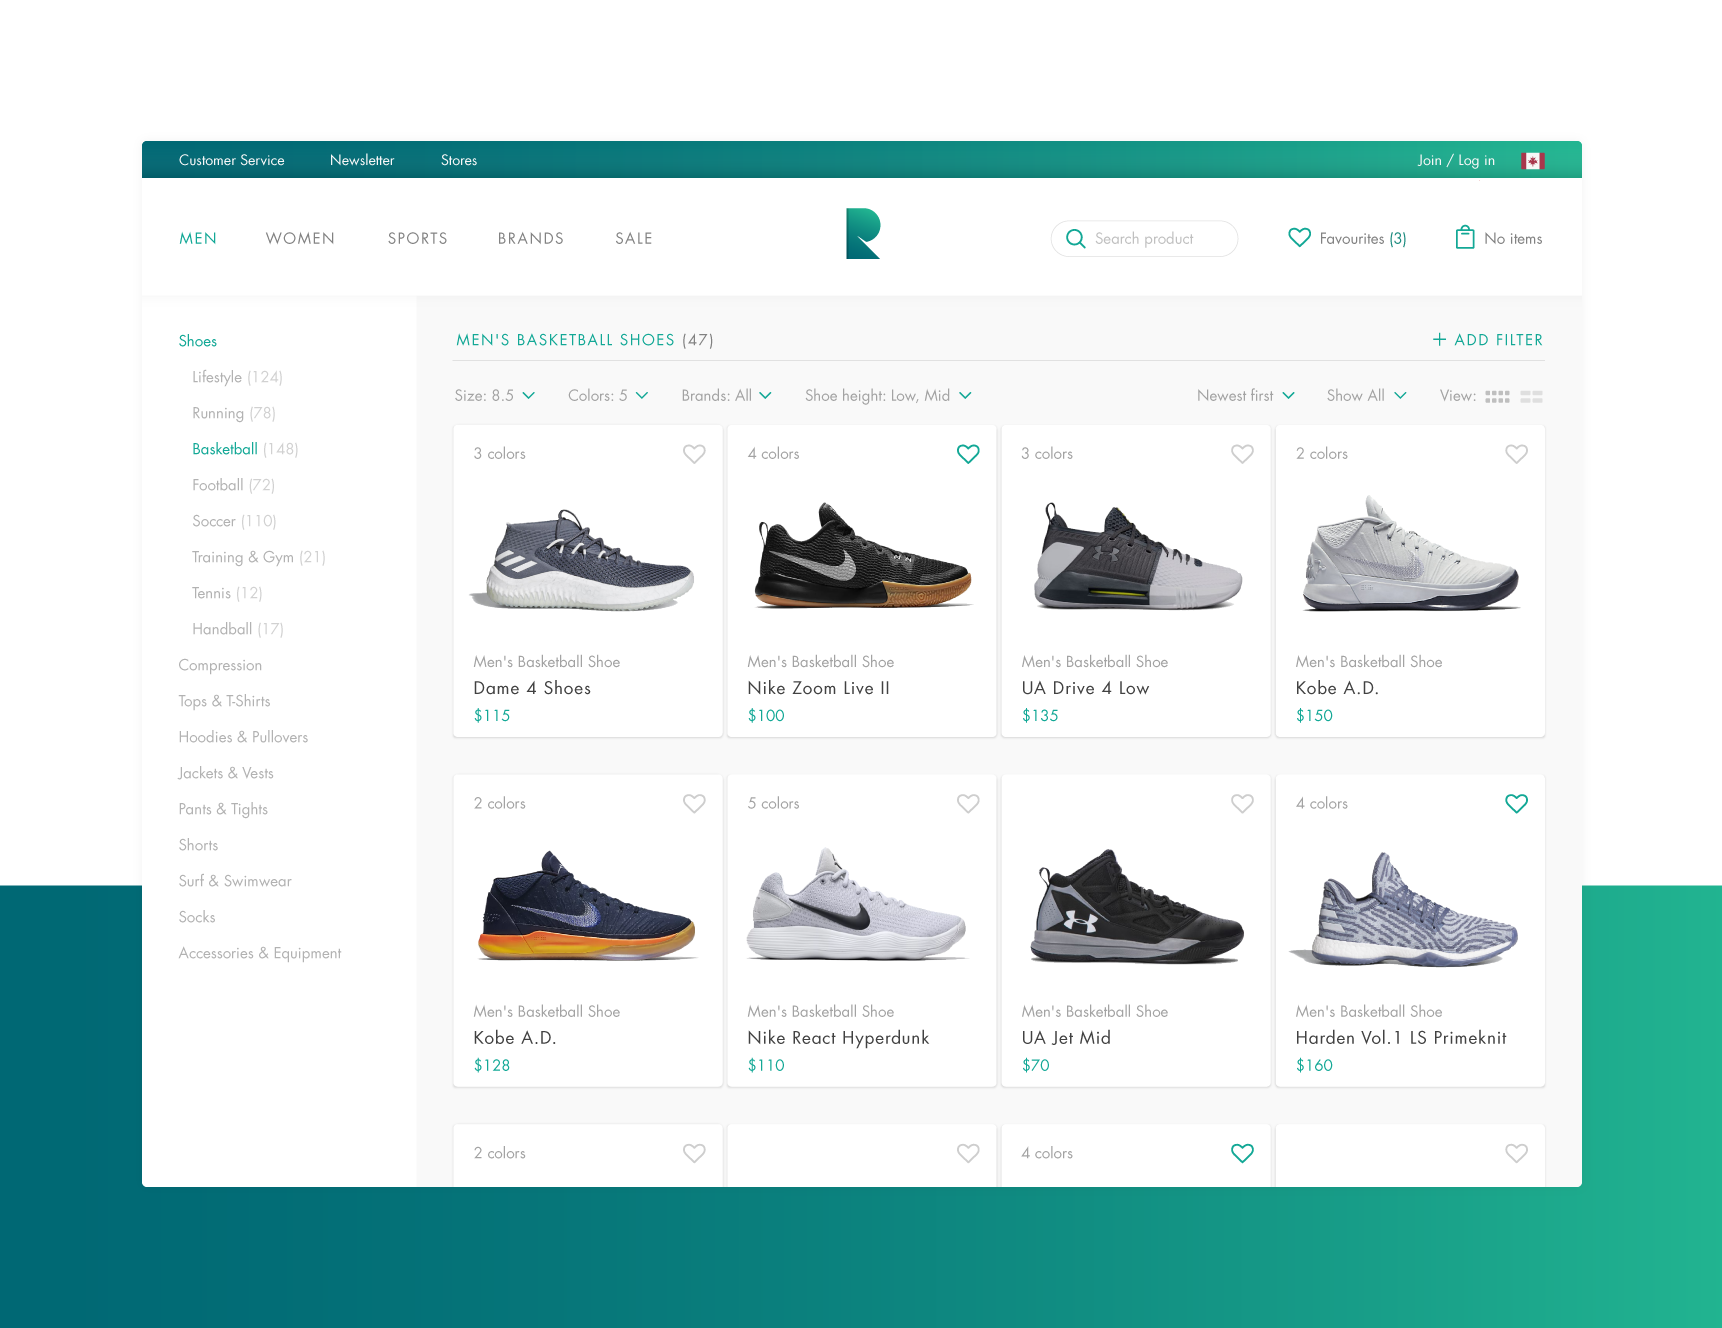 Customer Service Newsletter Stores Join / Log in
MEN WOMEN SPORTS BRANDS SALE Search product Favourites (3) No items
Shoes
Lifestyle (124)
Running (78)
Basketball (148)
Football (72)
Soccer (110)
Training & Gym (21)
Tennis (12)
Handball (17)
Compression
Tops & T-Shirts
Hoodies & Pullovers
Jackets & Vests
Pants & Tights
Shorts
Surf & Swimwear
Socks
Accessories & Equipment
MEN'S BASKETBALL SHOES (47) + ADD FILTER
Size: 8.5 Colors: 5 Brands: All Shoe height: Low, Mid Newest first Show All View:
3 colors
Men's Basketball Shoe
Dame 4 Shoes
$115
4 colors
Men's Basketball Shoe
Nike Zoom Live II
$100
3 colors
Men's Basketball Shoe
UA Drive 4 Low
$135
2 colors
Men's Basketball Shoe
Kobe A.D.
$150
2 colors
Men's Basketball Shoe
Kobe A.D.
$128
5 colors
Men's Basketball Shoe
Nike React Hyperdunk
$110
Men's Basketball Shoe
UA Jet Mid
$70
4 colors
Men's Basketball Shoe
Harden Vol.1 LS Primeknit
$160
2 colors
4 colors